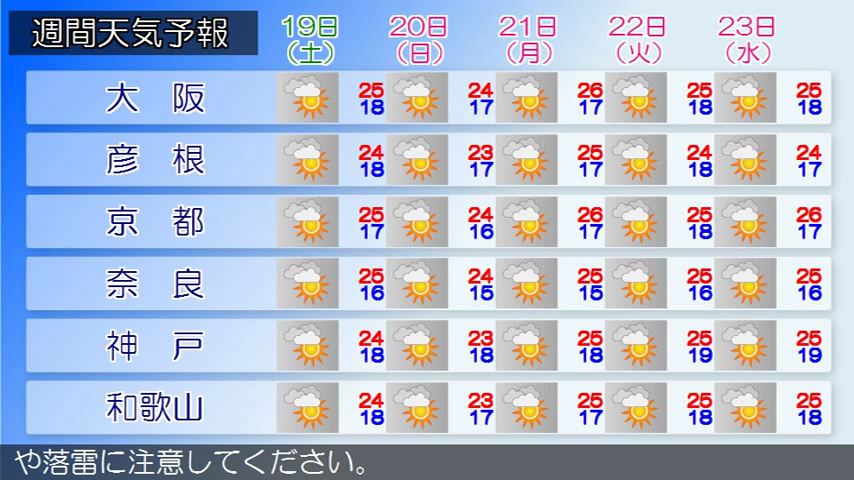 週間天気予報
19日 20日 21日 22日 23日
(土) (日) (月) (火) (水)
大 阪 25 24 26 25 25
18 17 17 18 18
彦 根 24 23 25 24 24
18 17 17 18 17
京 都 25 24 26 25 26
17 16 17 18 17
奈 良 25 24 25 25 25
16 15 15 16 16
神 戸 24 23 25 25 25
18 18 18 19 19
和歌山 24 23 25 25 25
18 17 17 18 18
や落雷に注意してください。